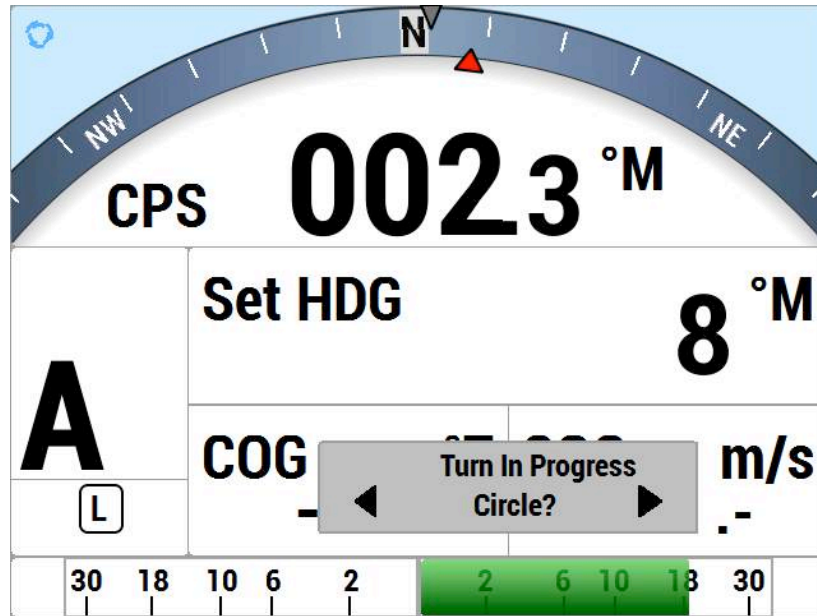 N
NW
NE
CPS 002.3 °M
Set HDG 8 °M
A
COG m/s
Turn In Progress
Circle?
L
- .-
30 18 10 6 2 2 6 10 18 30